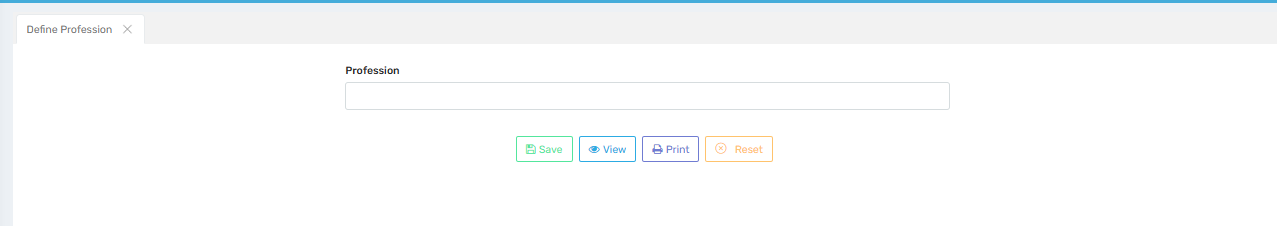 Define Profession
Profession
Save View Print Reset